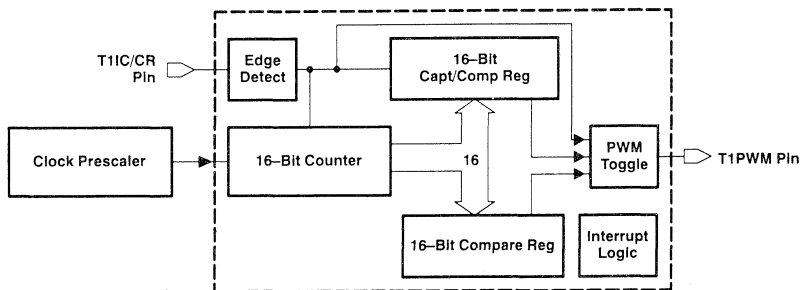 T1IC/CR
Pin
Edge
Detect
16–Bit
Capt/Comp Reg
Clock Prescaler
16–Bit Counter
16
PWM
Toggle
T1PWM Pin
16–Bit Compare Reg
Interrupt
Logic